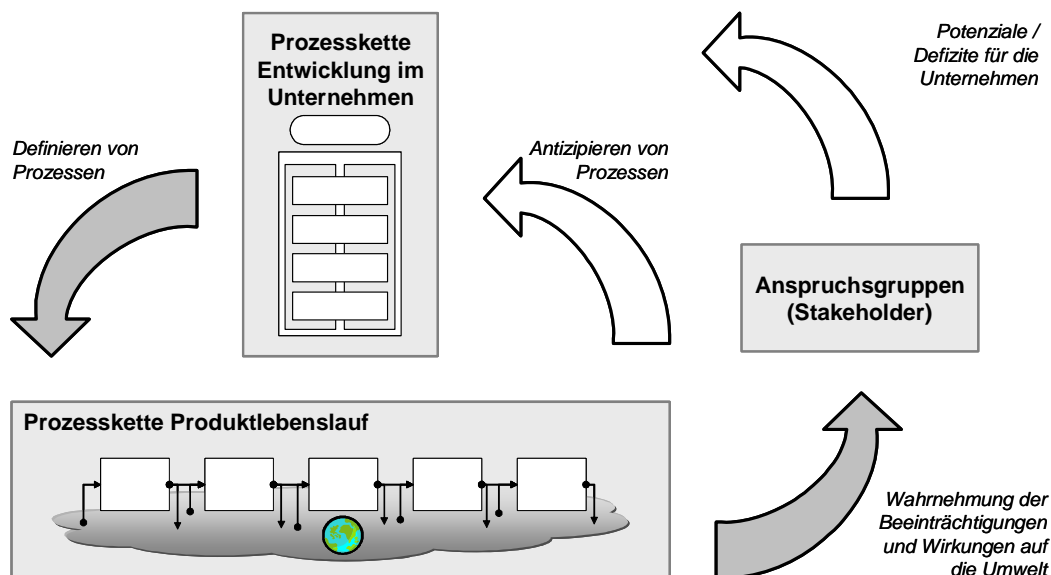 Prozesskette
Entwicklung im
Unternehmen
Potenziale /
Defizite für die
Unternehmen
Definieren von
Prozessen
Antizipieren von
Prozessen
Anspruchsgruppen
(Stakeholder)
Prozesskette Produktlebenslauf
Wahrnehmung der
Beeinträchtigungen
und Wirkungen auf
die Umwelt